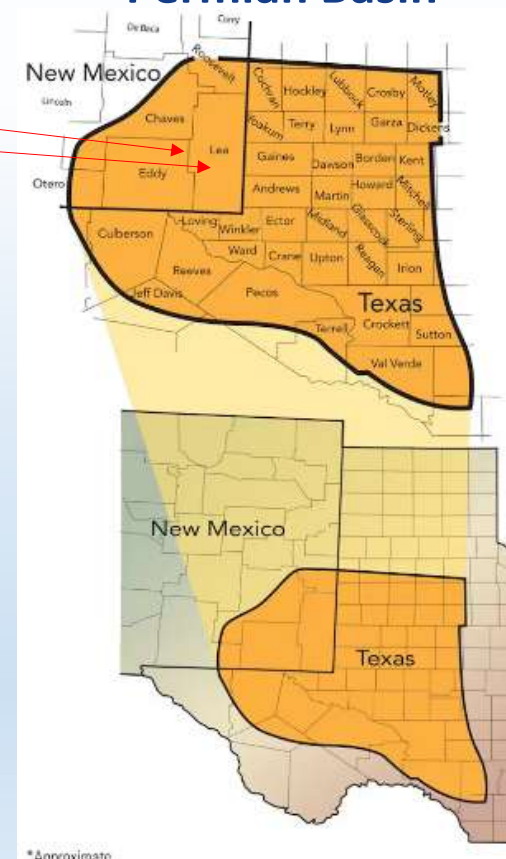 Permian Basin
De Baca
Curry
New Mexico
Roosevelt
Cochran
Hockley
Lubbock
Crosby
Motley
Lincoln
Chaves
Yoakum
Terry
Lynn
Garza
Dickens
Lea
Gaines
Dawson
Borden
Kent
Otero
Eddy
Andrews
Martin
Howard
Mitchell
Culberson
Loving
Winkler
Ector
Midland
Glasscock
Sterling
Ward
Crane
Upton
Reagan
Irion
Reeves
Jeff Davis
Pecos
Texas
Terrell
Crockett
Sutton
Val Verde
New Mexico
Texas
*Approximate